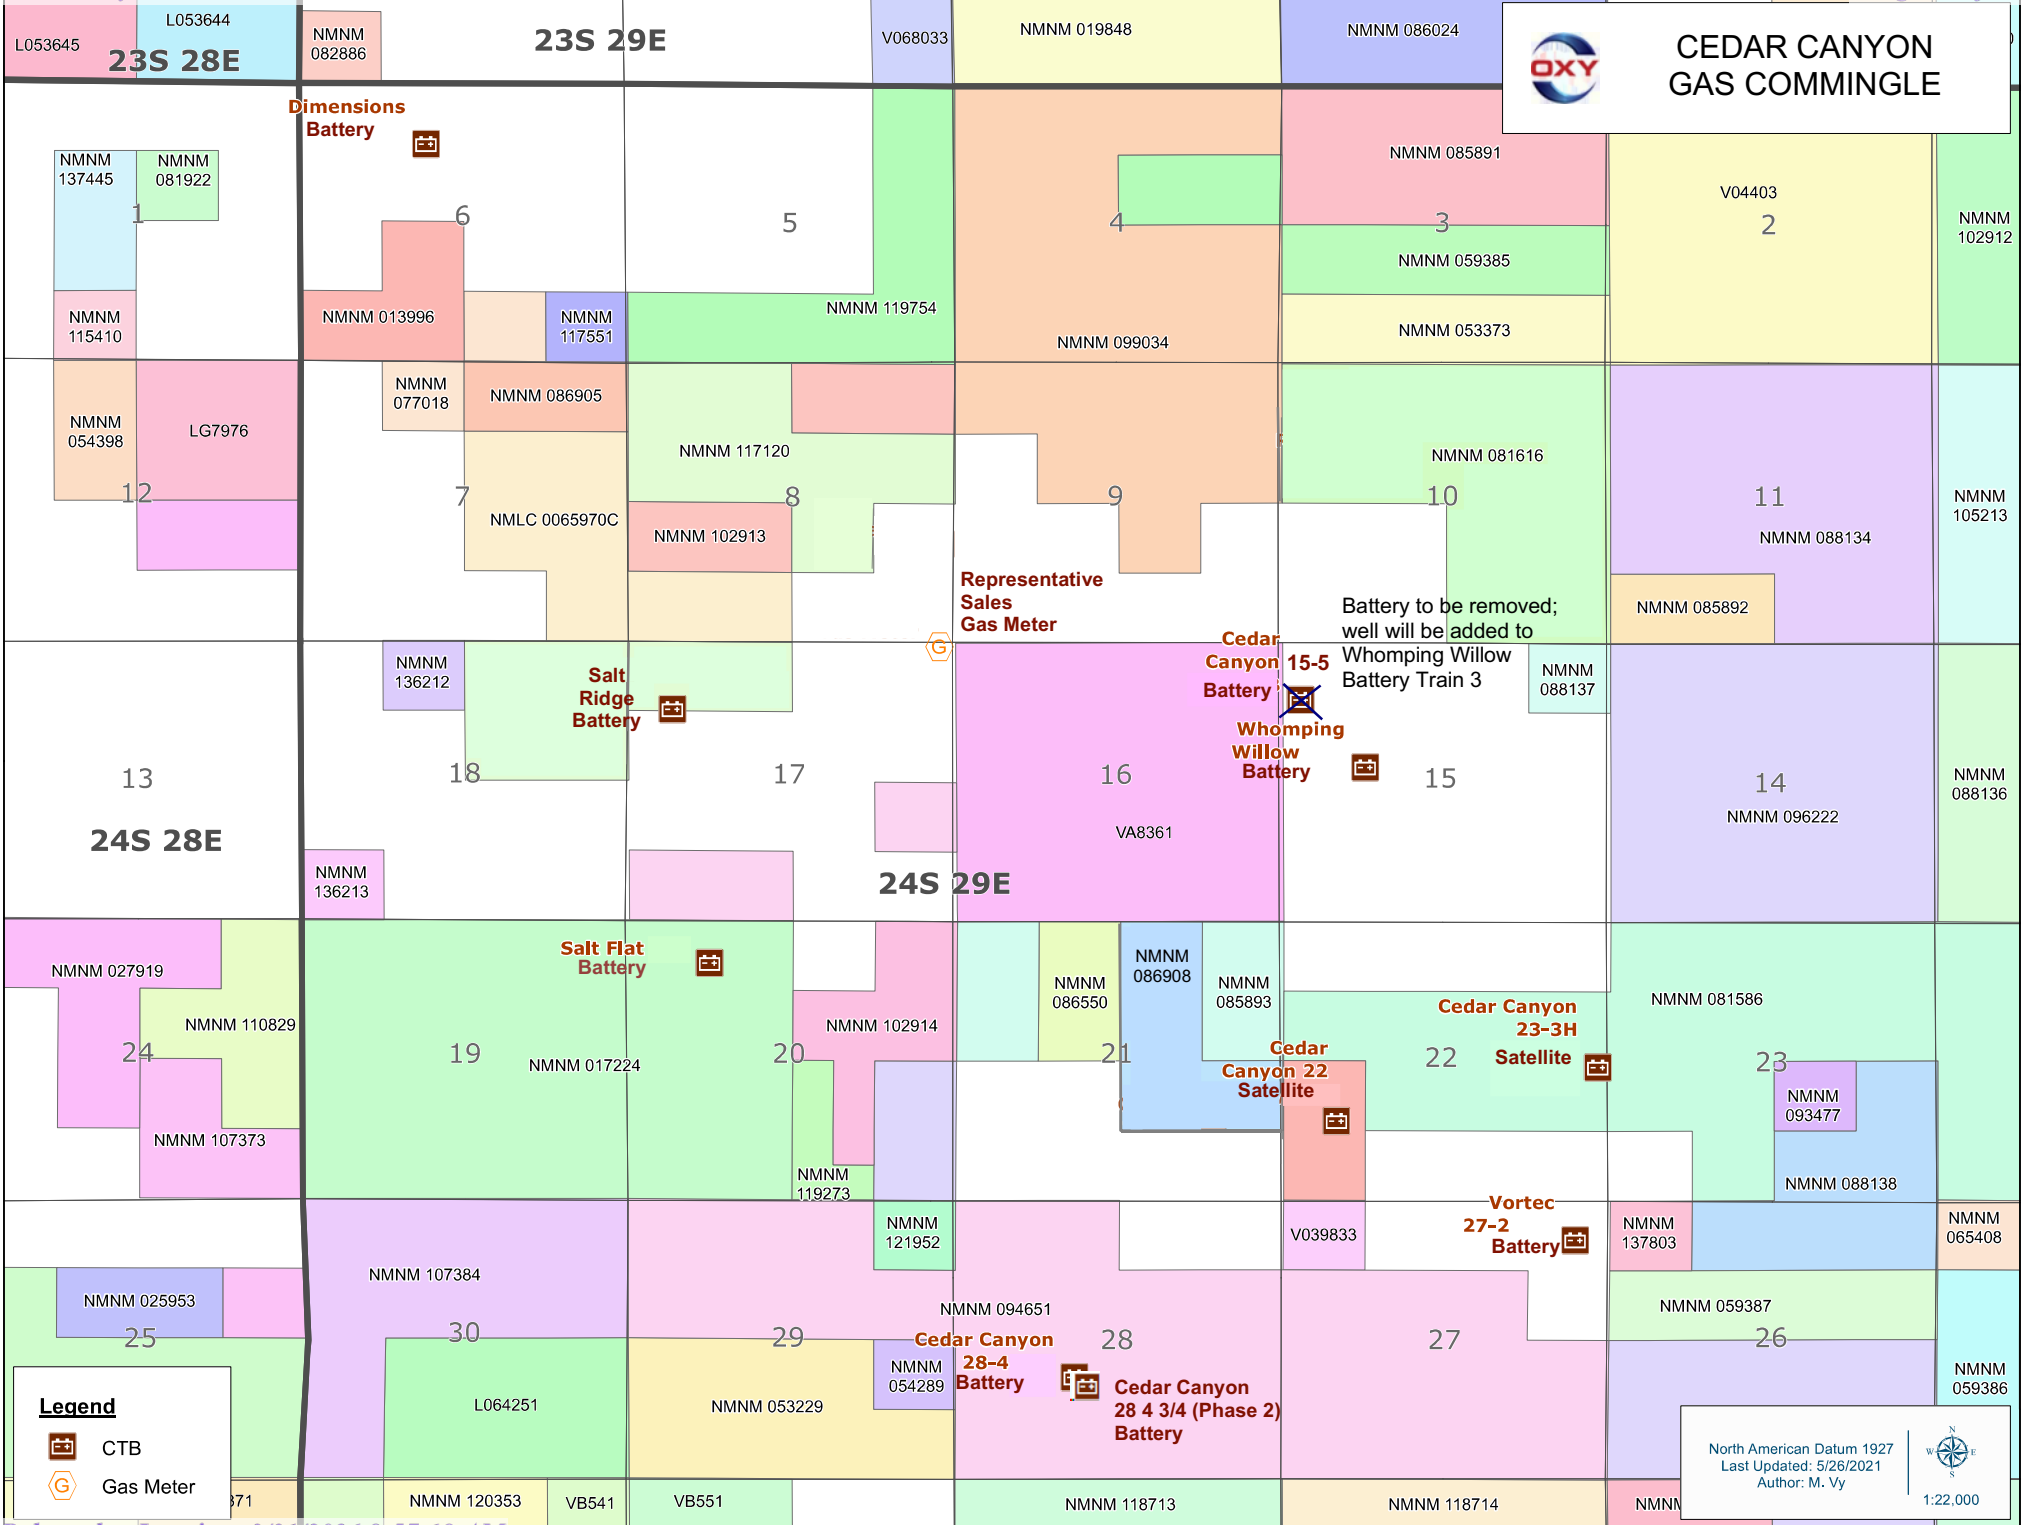 L053645
L053644
23S 28E
NMNM
082886
23S 29E
V068033
NMNM 019848
NMNM 086024
OXY
CEDAR CANYON
GAS COMMINGLE
Dimensions
Battery
NMNM
137445
NMNM
081922
1
6
5
4
NMNM 085891
3
V04403
2
NMNM
102912
NMNM 059385
NMNM
115410
NMNM 013996
NMNM
117551
NMNM 119754
NMNM 099034
NMNM 053373
NMNM
054398
LG7976
12
NMNM
077018
NMNM 086905
7
NMLC 0065970C
NMNM 117120
8
NMNM 102913
9
NMNM 081616
10
11
NMNM 088134
NMNM
105213
NMNM 085892
Representative
Sales
Gas Meter
G
Battery to be removed;
well will be added to
Whomping Willow
Battery Train 3
Cedar
Canyon 15-5
Battery
NMNM
088137
NMNM
136212
Salt
Ridge
Battery
Whomping
Willow
Battery
13
18
17
16
15
14
NMNM
088136
NMNM 096222
VA8361
24S 28E
24S 29E
NMNM
136213
NMNM 027919
NMNM 110829
24
NMNM 107373
Salt Flat
Battery
19
NMNM 017224
20
NMNM 102914
NMNM
119273
NMNM
086550
NMNM
086908
NMNM
085893
21
Cedar
Canyon 22
Satellite
Cedar Canyon
23-3H
Satellite
22
NMNM 081586
23
NMNM
093477
NMNM 088138
NMNM 107384
NMNM
121952
V039833
Vortec
27-2
Battery
NMNM
137803
NMNM
065408
NMNM 025953
25
30
29
NMNM 094651
28
27
NMNM 059387
26
Cedar Canyon
28-4
Battery
NMNM
054289
L064251
NMNM 053229
Cedar Canyon
28 4 3/4 (Phase 2)
Battery
NMNM
059386
Legend
CTB
G Gas Meter
371
NMNM 120353
VB541
VB551
NMNM 118713
NMNM 118714
North American Datum 1927
Last Updated: 5/26/2021
Author: M. Vy
N
W E
S
1:22,000